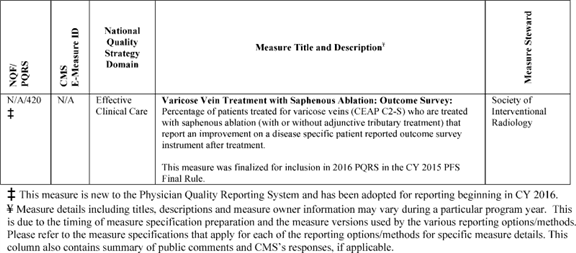 NQF/
PQRS
CMS
E-Measure ID
National
Quality
Strategy
Domain
Measure Title and Description¥
Measure Steward
N/A/420
‡
N/A
Effective
Clinical Care
Varicose Vein Treatment with Saphenous Ablation: Outcome Survey:
Percentage of patients treated for varicose veins (CEAP C2-S) who are treated
with saphenous ablation (with or without adjunctive tributary treatment) that
report an improvement on a disease specific patient reported outcome survey
instrument after treatment.
This measure was finalized for inclusion in 2016 PQRS in the CY 2015 PFS
Final Rule.
Society of
Interventional
Radiology
‡ This measure is new to the Physician Quality Reporting System and has been adopted for reporting beginning in CY 2016.
¥ Measure details including titles, descriptions and measure owner information may vary during a particular program year. This
is due to the timing of measure specification preparation and the measure versions used by the various reporting options/methods.
Please refer to the measure specifications that apply for each of the reporting options/methods for specific measure details. This
column also contains summary of public comments and CMS's responses, if applicable.